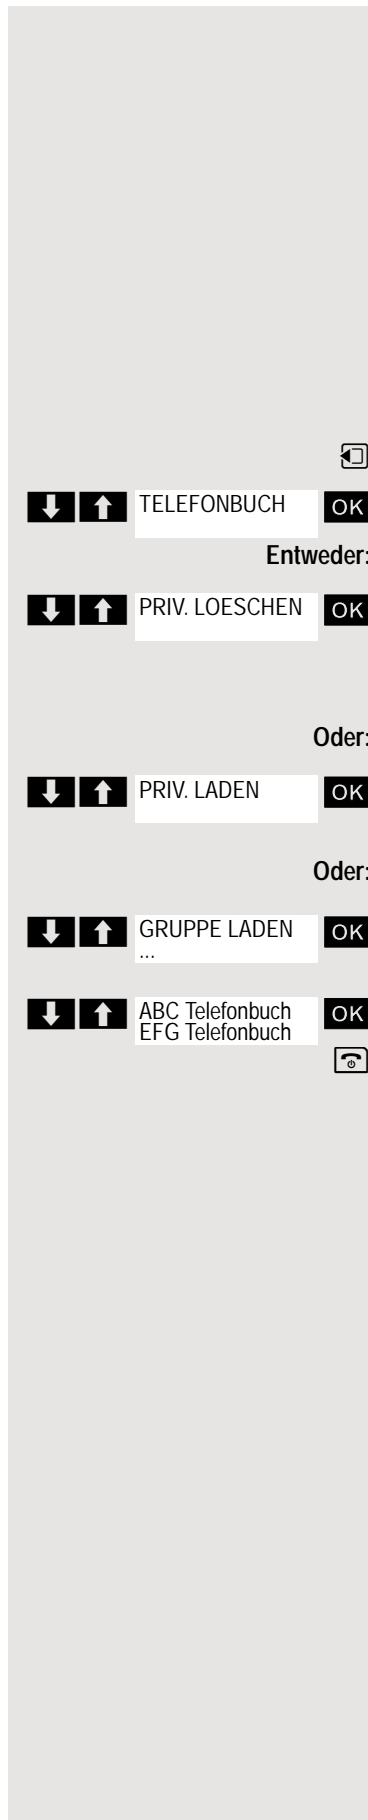 TELEFONBUCH OK
Entweder:
PRIV. LOESCHEN OK
Oder:
PRIV. LADEN OK
Oder:
GRUPPE LADEN OK
...
ABC Telefonbuch OK
EFG Telefonbuch